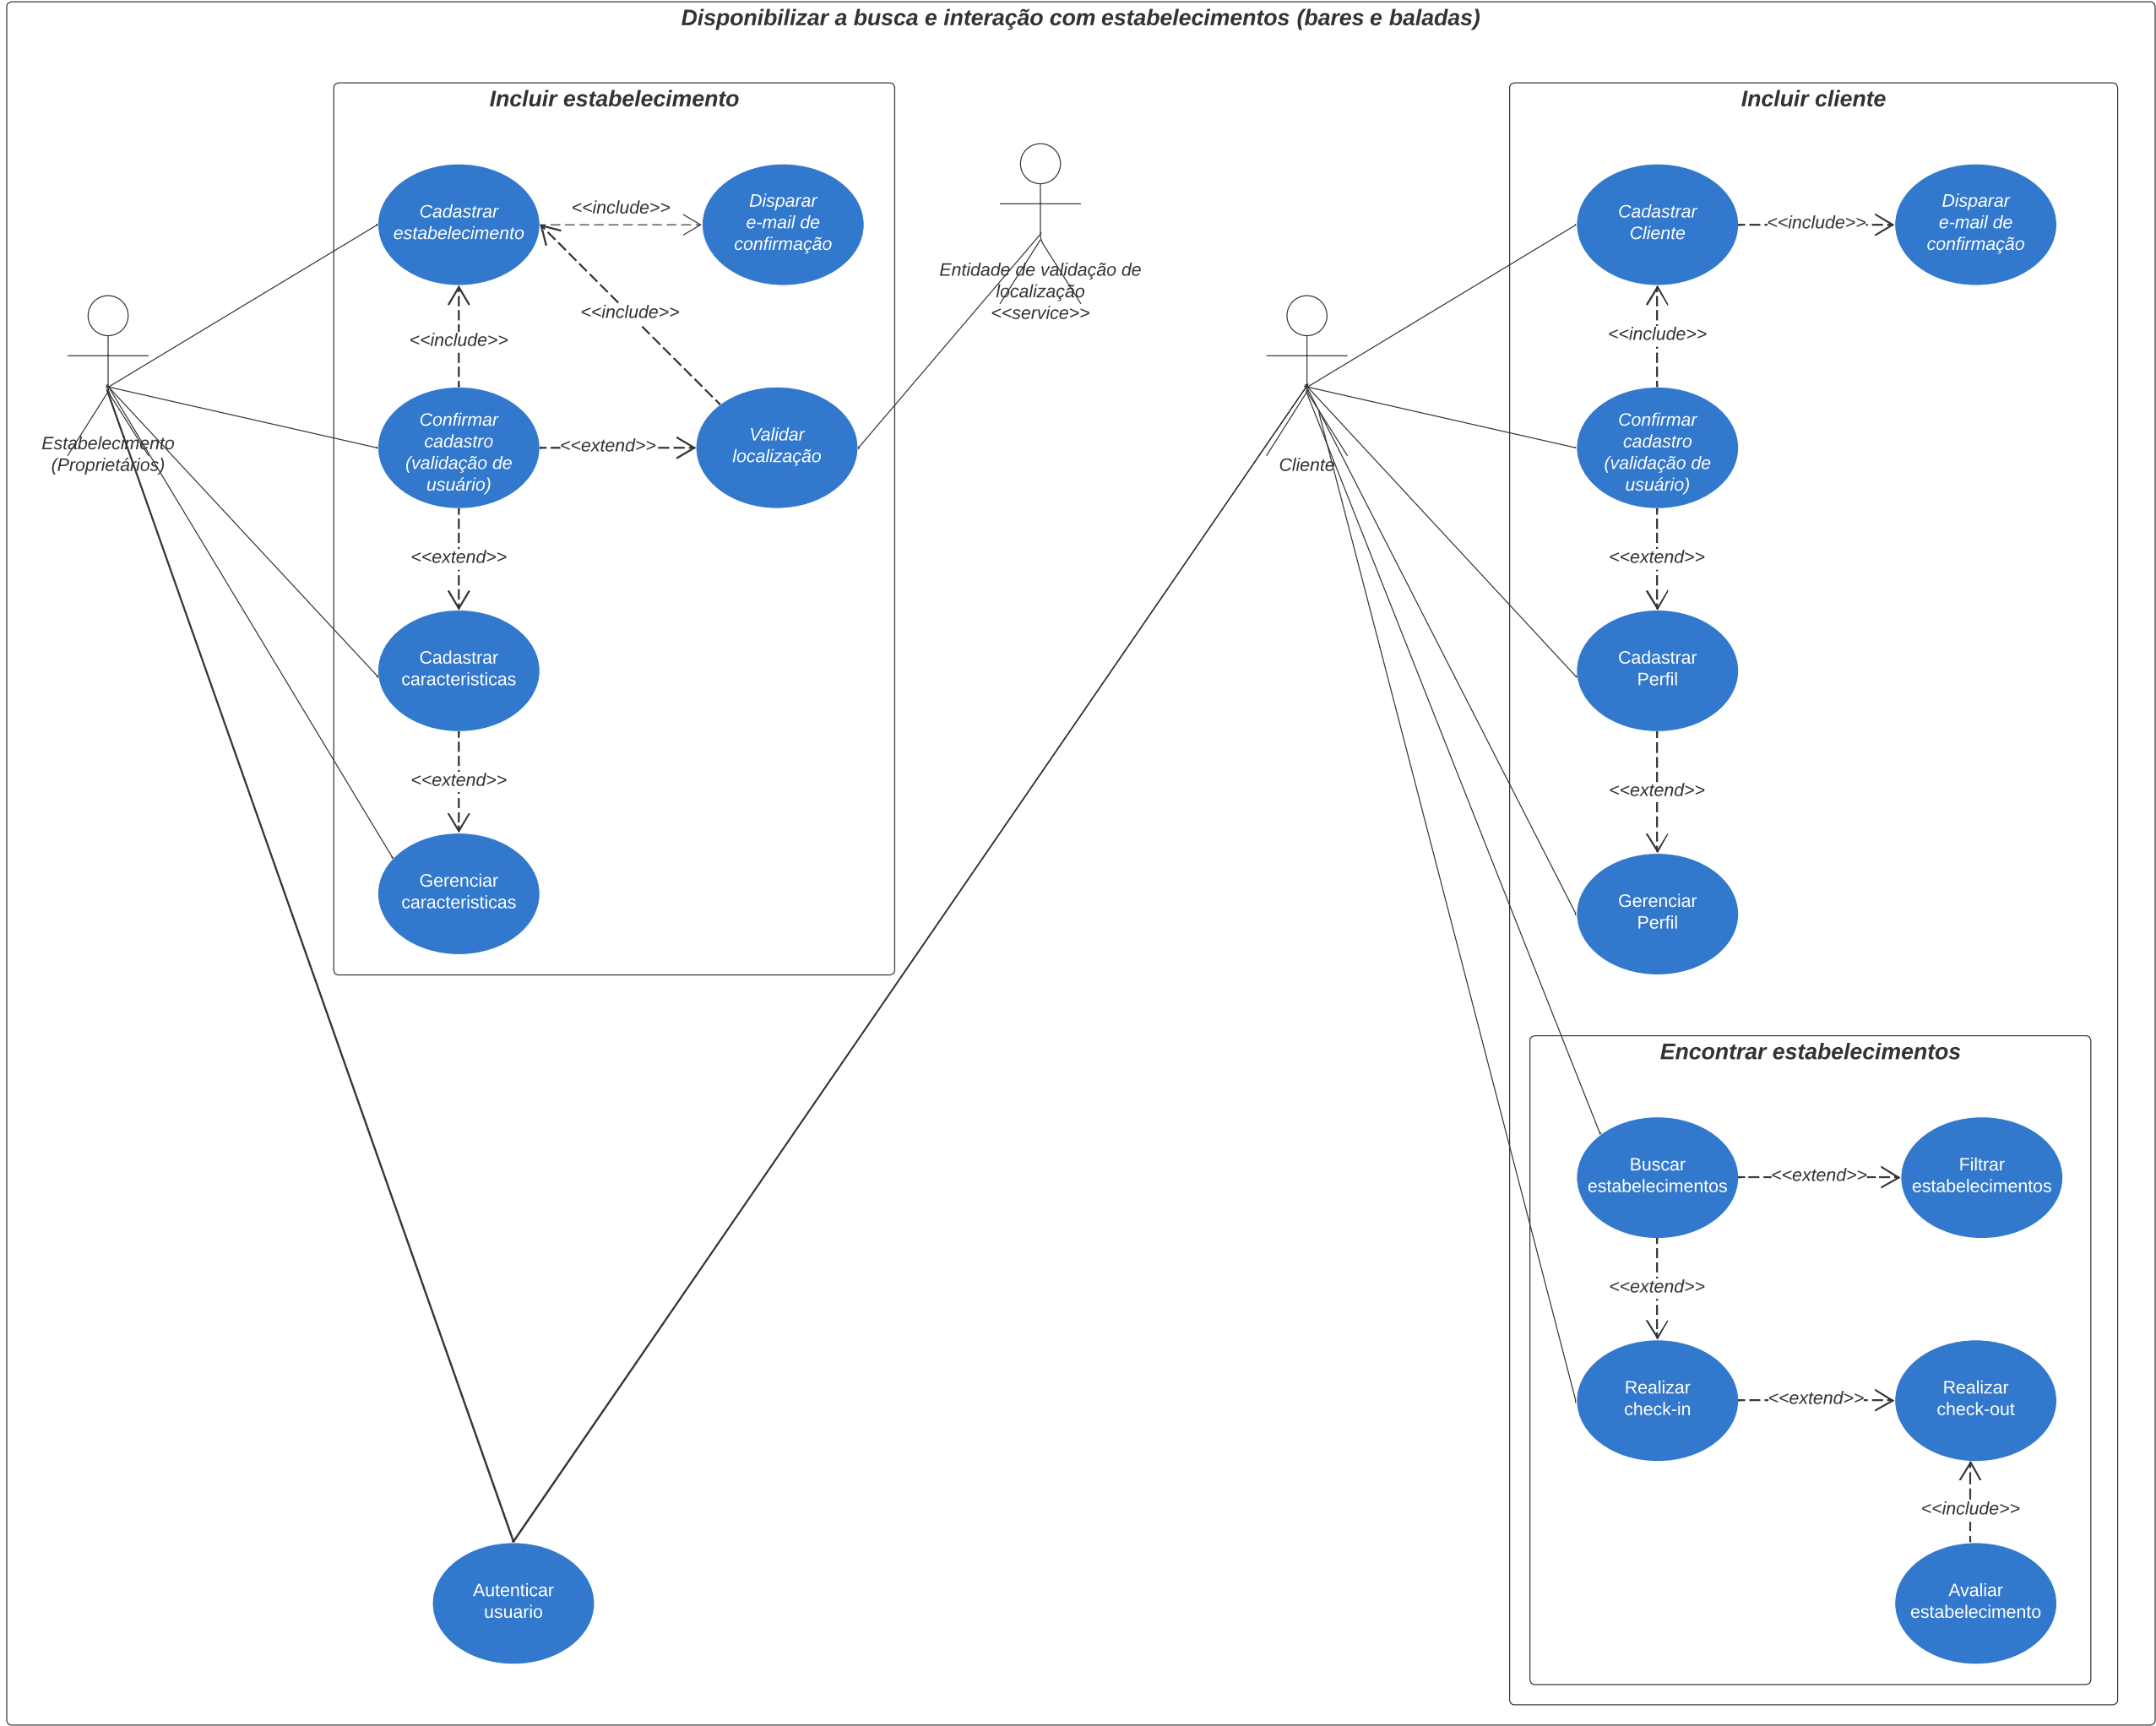 Disponibilizar a busca e interação com estabelecimentos (bares e baladas)
Incluir estabelecimento
Cadastrar
estabelecimento
<<include>>
Disparar
e-mail de
confirmação
<<include>>
<<include>>
Confirmar
cadastro
(validação de
usuário)
<<extend>>
Validar
localização
<<extend>>
Cadastrar
caracteristicas
<<extend>>
Gerenciar
caracteristicas
Estabelecimento
(Proprietários)
Entidade de validação de
localização
<<service>>
Cliente
Incluir cliente
Cadastrar
Cliente
<<include>>
Disparar
e-mail de
confirmação
<<include>>
Confirmar
cadastro
(validação de
usuário)
<<extend>>
Cadastrar
Perfil
<<extend>>
Gerenciar
Perfil
Encontrar estabelecimentos
Buscar
estabelecimentos
<<extend>>
Filtrar
estabelecimentos
<<extend>>
Realizar
check-in
<<extend>>
Realizar
check-out
<<include>>
Avaliar
estabelecimento
Autenticar
usuario